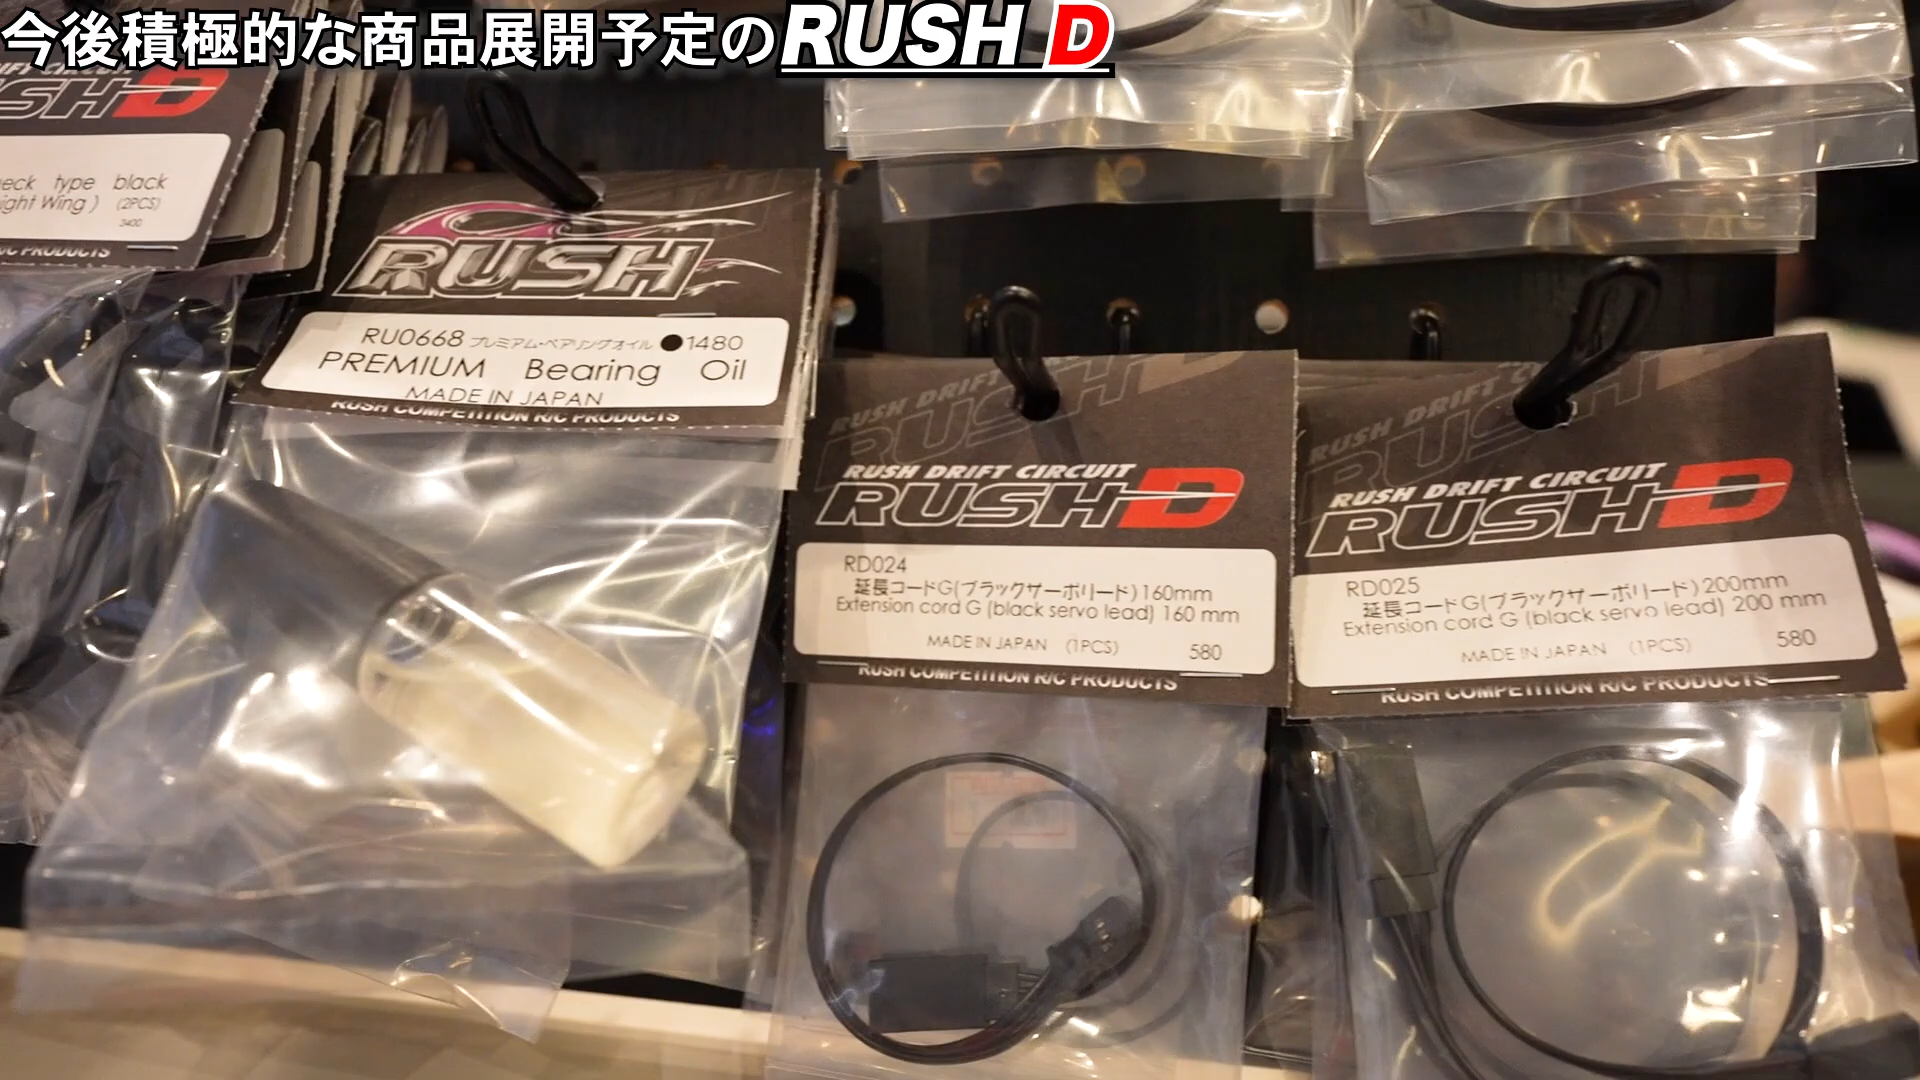 今後積極的な商品展開予定のRUSH D
type black
(2PCS)
RUSH
RU0668 プレミアム・ベアリングオイル ●1480
PREMIUM Bearing Oil
MADE IN JAPAN
RUSH COMPETITION R/C PRODUCTS
RUSH DRIFT CIRCUIT
RUSH D
RD024
延長コードG(ブラックサーボリード)160mm
Extension cord G (black servo lead) 160 mm
MADE IN JAPAN (1PCS) 580
RUSH COMPETITION R/C PRODUCTS
RUSH DRIFT CIRCUIT
RUSH D
RD025
延長コードG(ブラックサーボリード)200mm
Extension cord G (black servo lead) 200 mm
MADE IN JAPAN (1PCS) 580
RUSH COMPETITION R/C PRODUCTS